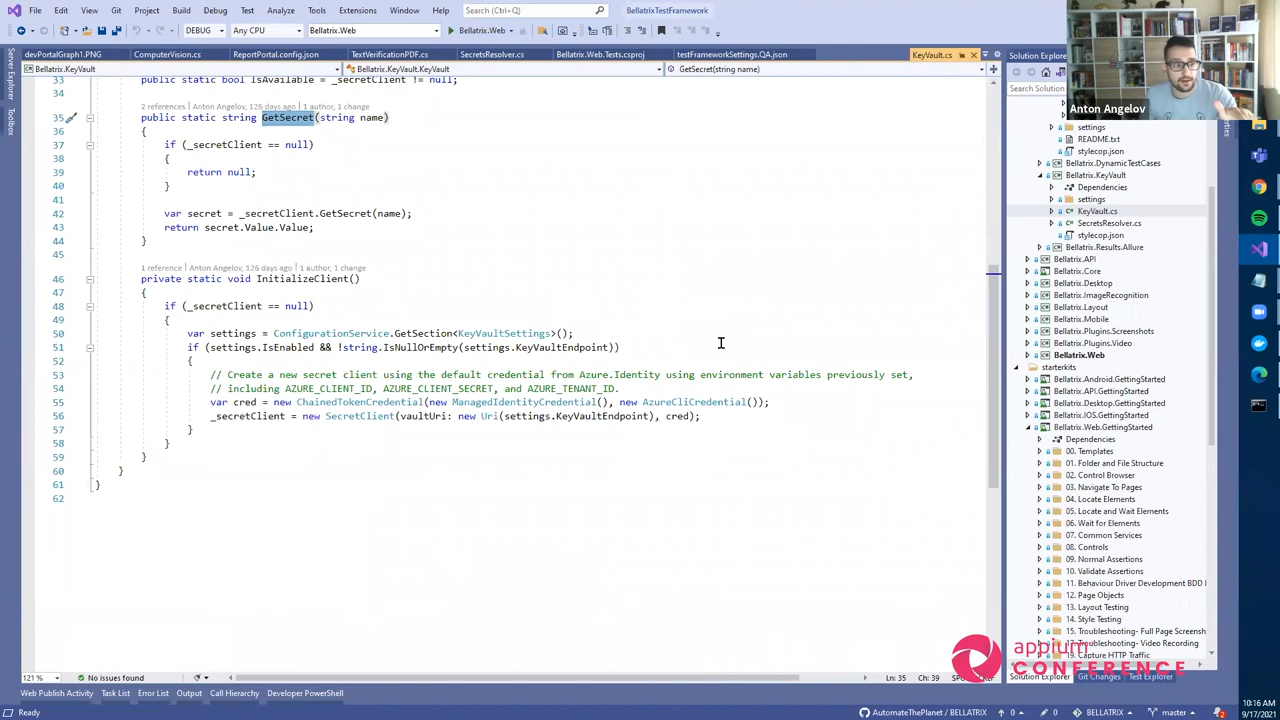 File Edit View Git Project Build Debug Test Analyze Tools Extensions Window Help Search (Ctrl+Q) BellatrixTestFramework
DEBUG Any CPU Bellatrix.Web Bellatrix.Web
devPortalGraph1.PNG ComputerVision.cs ReportPortal.config.json TextVerificationPDF.cs SecretsResolver.cs Bellatrix.Web.Tests.csproj testFrameworkSettings.QA.json KeyVault.cs
Bellatrix.KeyVault Bellatrix.KeyVault.KeyVault GetSecret(string name)
Server Explorer
Toolbox
33 public static bool IsAvailable = _secretClient != null;
34
2 references | Anton Angelov, 126 days ago | 1 author, 1 change
35 public static string GetSecret(string name)
36 {
37 if (_secretClient == null)
38 {
39 return null;
40 }
41
42 var secret = _secretClient.GetSecret(name);
43 return secret.Value.Value;
44 }
45
1 reference | Anton Angelov, 126 days ago | 1 author, 1 change
46 private static void InitializeClient()
47 {
48 if (_secretClient == null)
49 {
50 var settings = ConfigurationService.GetSection<KeyVaultSettings>();
51 if (settings.IsEnabled && !string.IsNullOrEmpty(settings.KeyVaultEndpoint))
52 {
53 // Create a new secret client using the default credential from Azure.Identity using environment variables previously set,
54 // including AZURE_CLIENT_ID, AZURE_CLIENT_SECRET, and AZURE_TENANT_ID.
55 var cred = new ChainedTokenCredential(new ManagedIdentityCredential(), new AzureCliCredential());
56 _secretClient = new SecretClient(vaultUri: new Uri(settings.KeyVaultEndpoint), cred);
57 }
58 }
59 }
60 }
61 }
62
121 % No issues found Ln: 35 Ch: 39
Web Publish Activity Task List Error List Output Call Hierarchy Developer PowerShell
Ready AutomateThePlanet / BELLATRIX 1 0 BELLATRIX master 2
Solution Explorer
Anton Angelov
settings
README.txt
stylecop.json
Bellatrix.DynamicTestCases
Bellatrix.KeyVault
Dependencies
settings
KeyVault.cs
SecretsResolver.cs
stylecop.json
Bellatrix.Results.Allure
Bellatrix.API
Bellatrix.Core
Bellatrix.Desktop
Bellatrix.ImageRecognition
Bellatrix.Layout
Bellatrix.Mobile
Bellatrix.Plugins.Screenshots
Bellatrix.Plugins.Video
Bellatrix.Web
starterkits
Bellatrix.Android.GettingStarted
Bellatrix.API.GettingStarted
Bellatrix.Desktop.GettingStarted
Bellatrix.IOS.GettingStarted
Bellatrix.Web.GettingStarted
Dependencies
00. Templates
01. Folder and File Structure
02. Control Browser
03. Navigate To Pages
04. Locate Elements
05. Locate and Wait Elements
06. Wait for Elements
07. Common Services
08. Controls
09. Normal Assertions
10. Validate Assertions
11. Behaviour Driver Development BDD
12. Page Objects
13. Layout Testing
14. Style Testing
15. Troubleshooting- Full Page Screensh
Troubleshooting- Video Recording
19. Capture HTTP Traffic
appium
CONFERENCE
Solution Explorer Git Changes Test Explorer
10:16 AM
9/17/2021